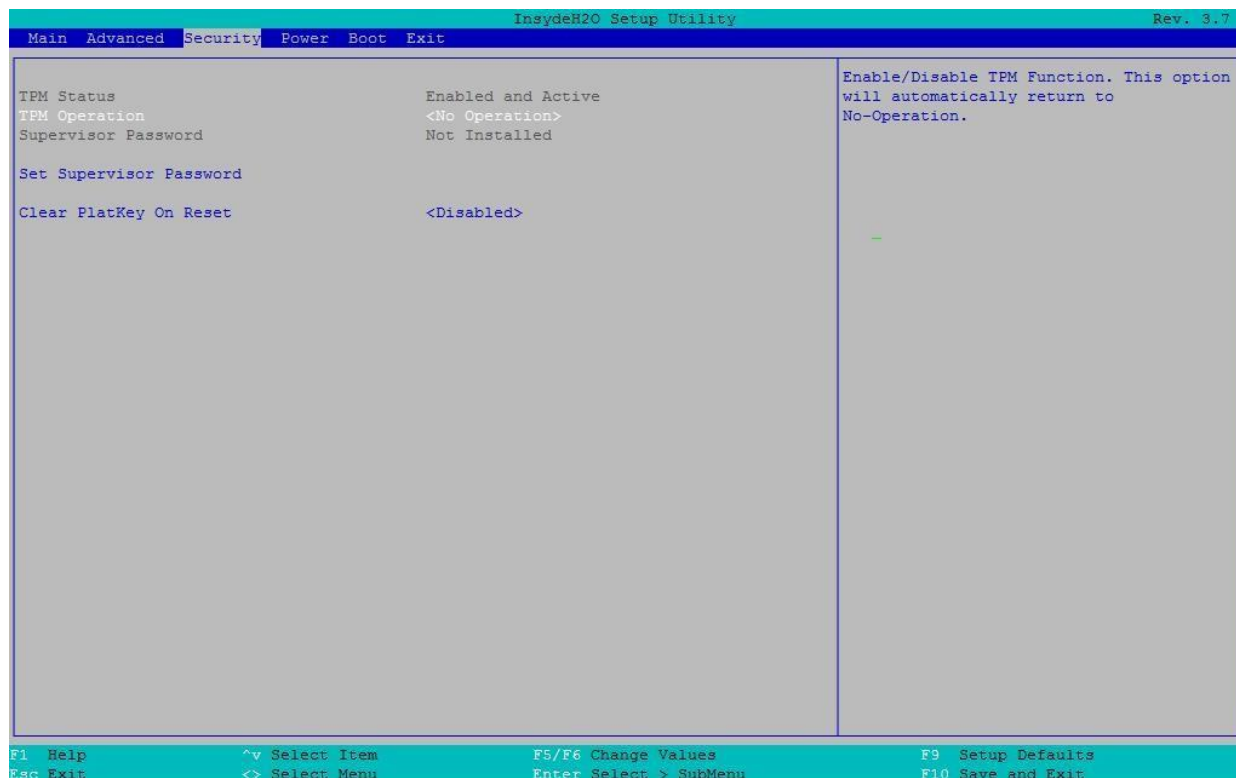 InsydeH2O Setup Utility Rev. 3.7
Main Advanced Security Power Boot Exit
TPM Status Enabled and Active
TPM Operation <No Operation>
Supervisor Password Not Installed
Set Supervisor Password
Clear PlatKey On Reset <Disabled>
Enable/Disable TPM Function. This option
will automatically return to
No-Operation.
F1 Help ^v Select Item F5/F6 Change Values F9 Setup Defaults
Esc Exit <> Select Menu Enter Select > SubMenu F10 Save and Exit